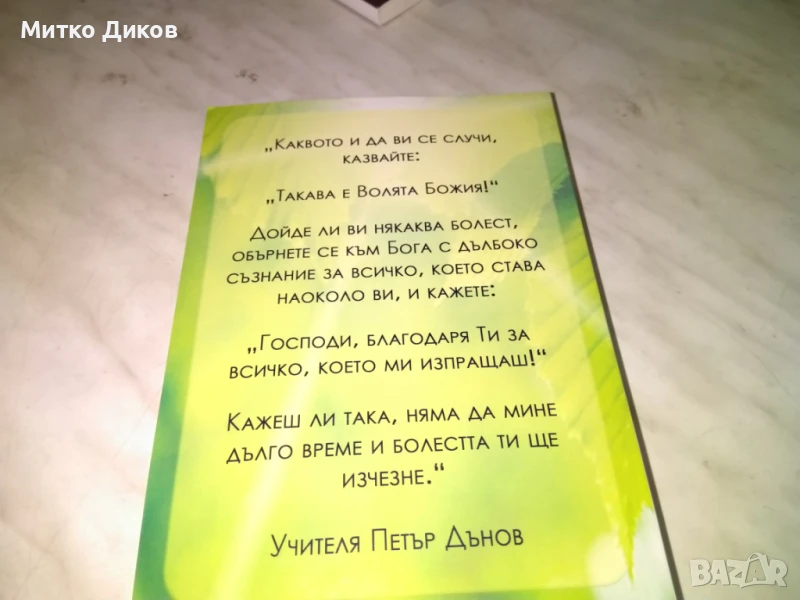 Митко Диков
„Каквото и да ви се случи,
казвайте:
„Такава е Волята Божия!“
Дойде ли ви някаква болест,
обърнете се към Бога с дълбоко
съзнание за всичко, което става
наоколо ви, и кажете:
„Господи, благодаря Ти за
всичко, което ми изпращаш!“
Кажеш ли така, няма да мине
дълго време и болестта ти ще
изчезне.“
Учителя Петър Дънов
BAZAR